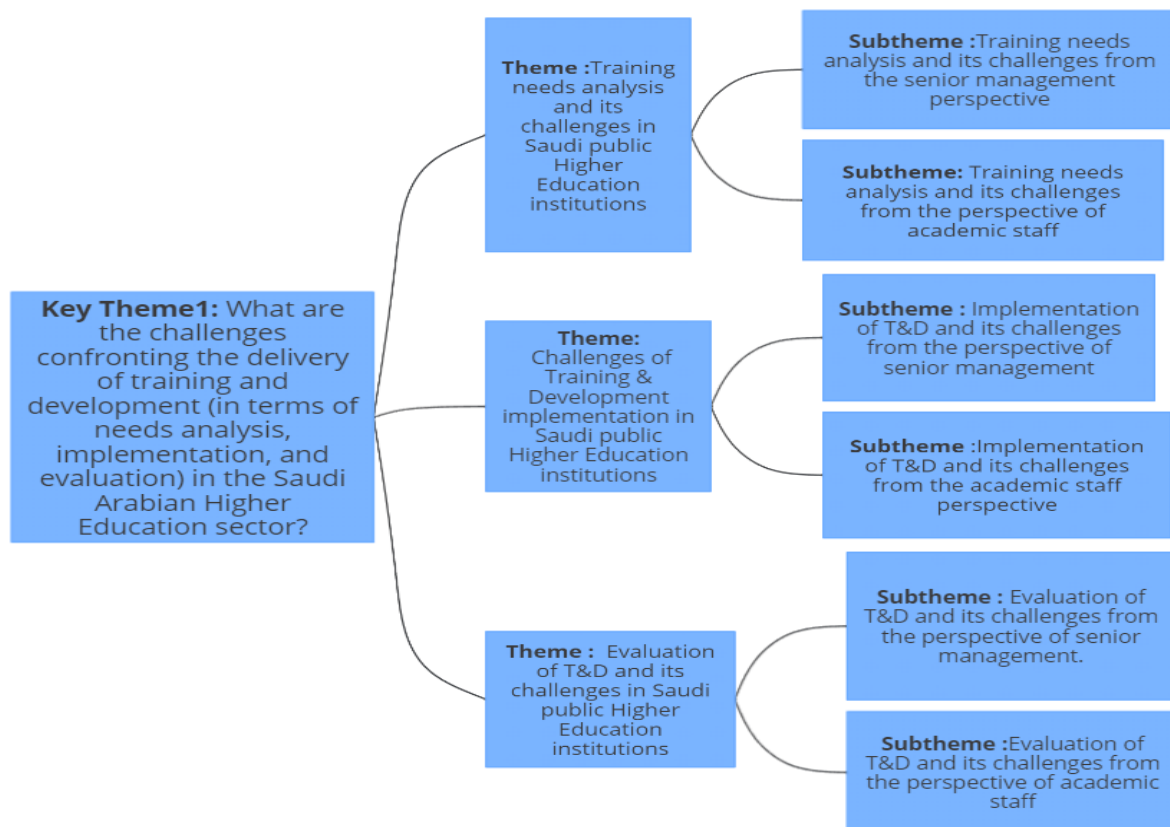 Key Theme1: What are
the challenges
confronting the delivery
of training and
development (in terms of
needs analysis,
implementation, and
evaluation) in the Saudi
Arabian Higher
Education sector?
Theme :Training
needs analysis
and its
challenges in
Saudi public
Higher
Education
institutions
Subtheme :Training needs
analysis and its challenges from
the senior management
perspective
Subtheme: Training needs
analysis and its challenges
from the perspective of
academic staff
Theme:
Challenges of
Training &
Development
implementation in
Saudi public
Higher Education
institutions
Subtheme : Implementation
of T&D and its challenges
from the perspective of
senior management
Subtheme :Implementation
of T&D and its challenges
from the academic staff
perspective
Theme : Evaluation
of T&D and its
challenges in Saudi
public Higher
Education
institutions
Subtheme : Evaluation of
T&D and its challenges from
the perspective of senior
management.
Subtheme :Evaluation of
T&D and its challenges from
the perspective of academic
staff